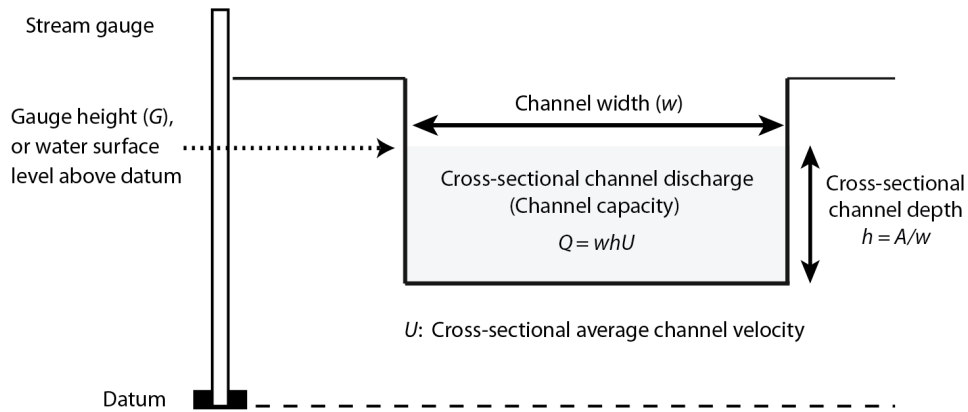 Stream gauge
Gauge height (G),
or water surface
level above datum
Channel width (w)
Cross-sectional channel discharge
(Channel capacity)
Q = whU
Cross-sectional
channel depth
h = A/w
U: Cross-sectional average channel velocity
Datum